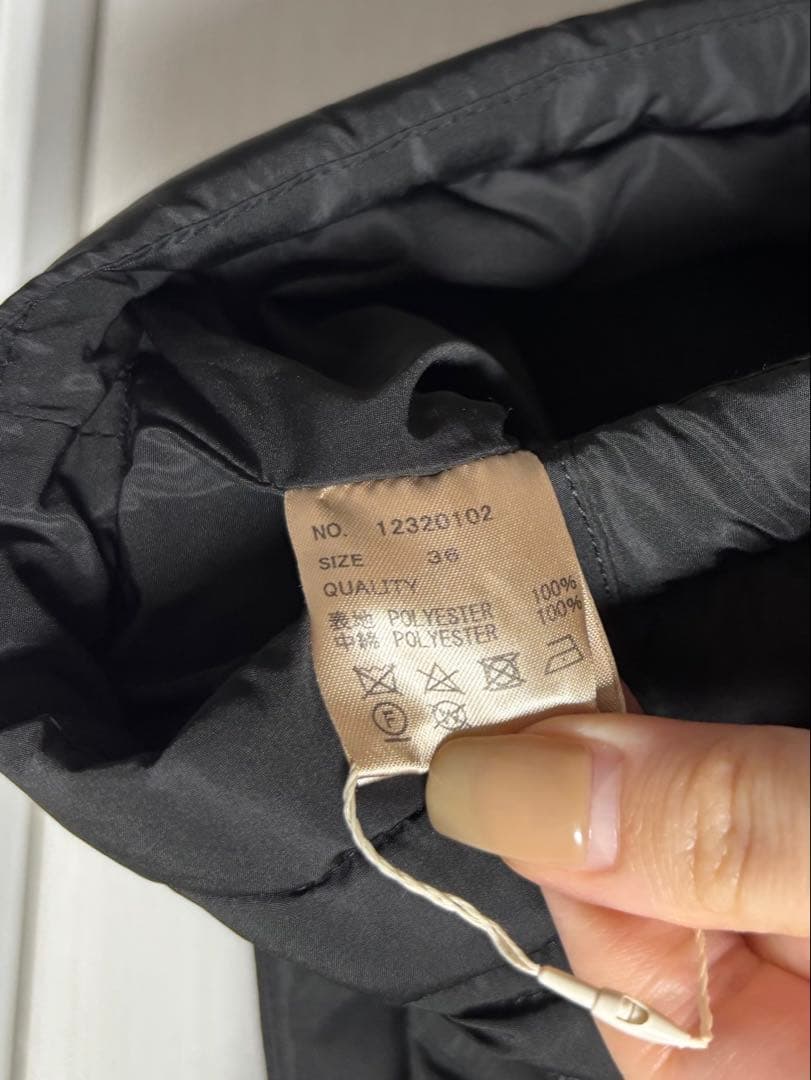 NO. 12320102
SIZE 36
QUALITY
表地 POLYESTER 100%
中綿 POLYESTER 100%
F W